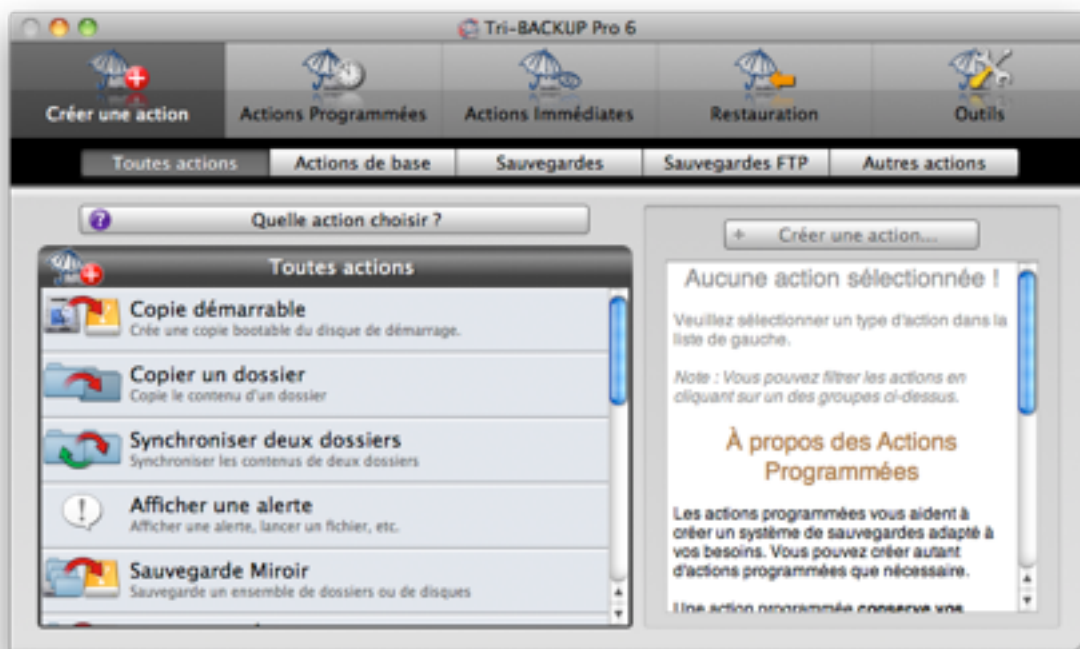 Tri-BACKUP Pro 6
Créer une action
Actions Programmées
Actions Immédiates
Restauration
Outils
Toutes actions
Actions de base
Sauvegardes
Sauvegardes FTP
Autres actions
? Quelle action choisir ?
Toutes actions
Copie démarrable
Crée une copie bootable du disque de démarrage.
Copier un dossier
Copie le contenu d'un dossier
Synchroniser deux dossiers
Synchroniser les contenus de deux dossiers
Afficher une alerte
Afficher une alerte, lancer un fichier, etc.
Sauvegarde Miroir
Sauvegarde un ensemble de dossiers ou de disques
+ Créer une action...
Aucune action sélectionnée !
Veuillez sélectionner un type d'action dans la
liste de gauche.
Note : Vous pouvez filtrer les actions en
cliquant sur un des groupes ci-dessus.
À propos des Actions
Programmées
Les actions programmées vous aident à
créer un système de sauvegardes adapté à
vos besoins. Vous pouvez créer autant
d'actions programmées que nécessaire.
Une action programmée conserve vos